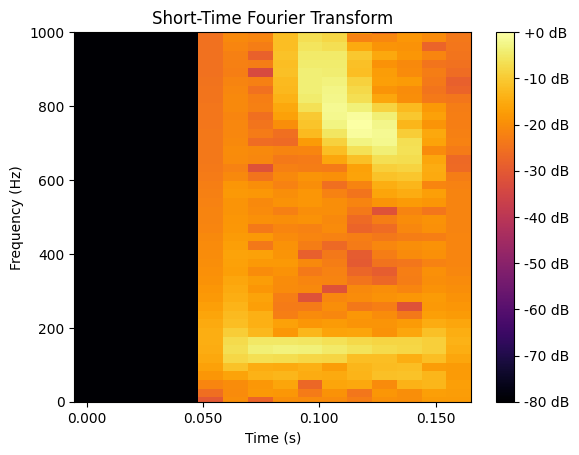 Short-Time Fourier Transform
1000
800
600
400
200
0
Frequency (Hz)
0.000
0.050
0.100
0.150
Time (s)
+0 dB
-10 dB
-20 dB
-30 dB
-40 dB
-50 dB
-60 dB
-70 dB
-80 dB